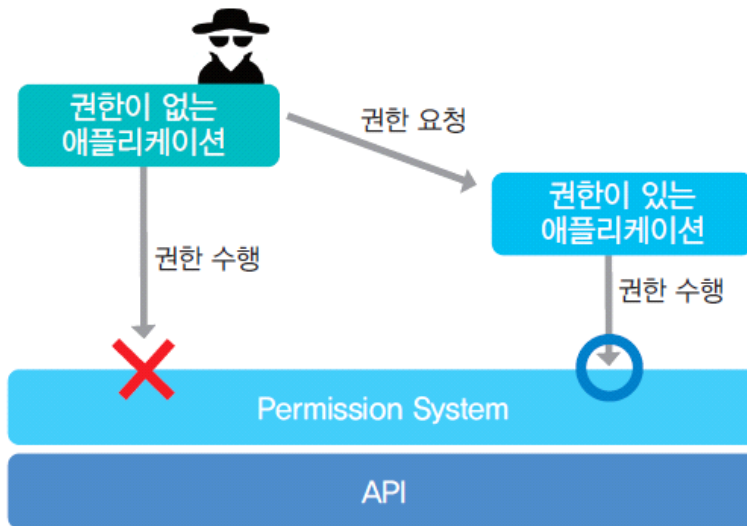 권한이 없는
애플리케이션
권한 요청
권한이 있는
애플리케이션
권한 수행
권한 수행
Permission System
API